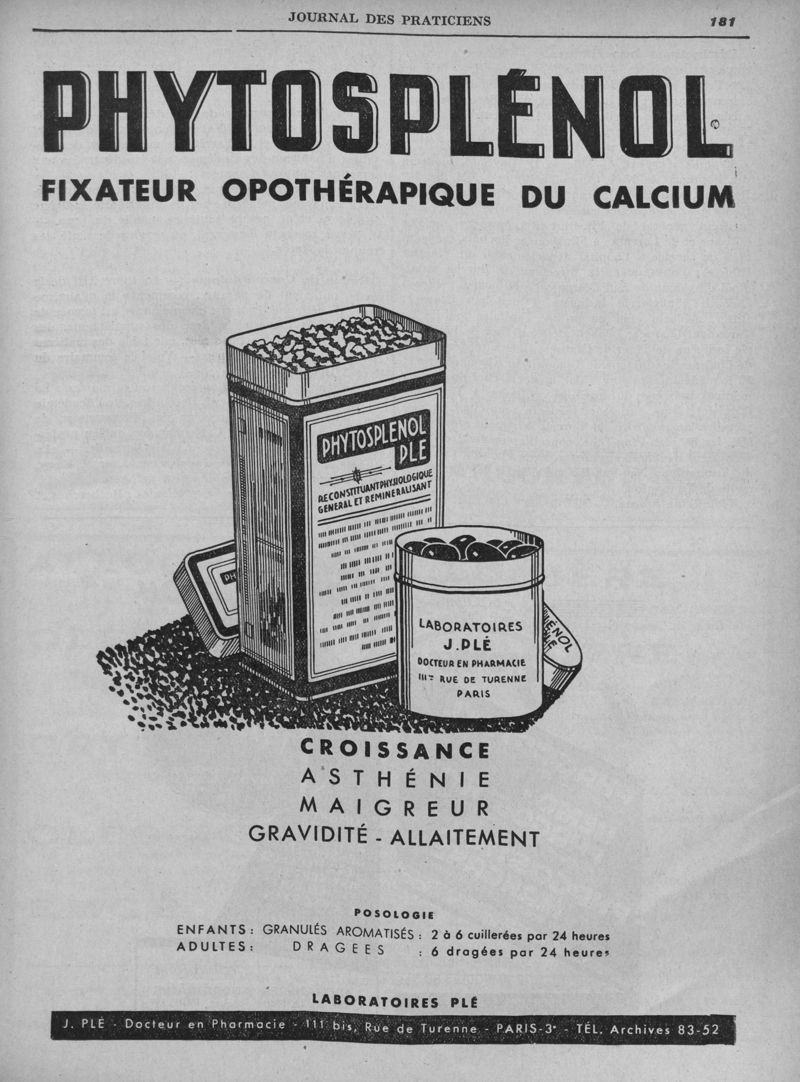 JOURNAL DES PRATICIENS
181
PHYTOSPLÉNOL
FIXATEUR OPOTHÉRAPIQUE DU CALCIUM
PHYTOSPLENOL
PLE
RECONSTITUANT PHYSIOLOGIQUE
GENERAL ET REMINERALISANT
LABORATOIRES
J. PLÉ
DOCTEUR EN PHARMACIE
RUE DE TURENNE
PARIS
CROISSANCE
ASTHÉNIE
MAIGREUR
GRAVIDITÉ - ALLAITEMENT
POSOLOGIE
ENFANTS : GRANULÉS AROMATISÉS : 2 à 6 cuillerées par 24 heures
ADULTES : DRAGEES : 6 dragées par 24 heures
LABORATOIRES PLÉ
J. PLÉ - Docteur en Pharmacie - 111 bis, Rue de Turenne - PARIS-3e - TÉL. Archives 83-52